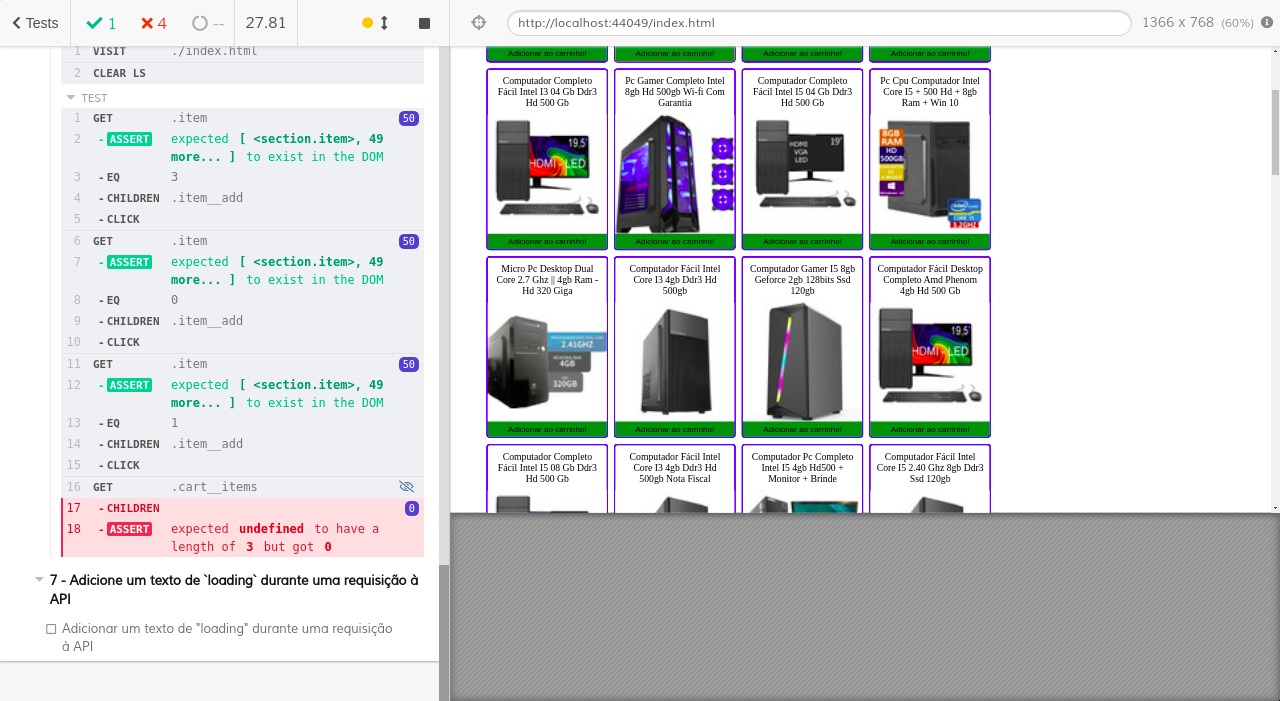 Tests
1
4
--
27.81
http://localhost:44049/index.html
1366 x 768 (60%)
1 VISIT ./index.html
2 CLEAR LS
TEST
1 GET .item 50
2 -ASSERT expected [ <section.item>, 49
more... ] to exist in the DOM
3 -EQ 3
4 -CHILDREN .item__add
5 -CLICK
6 GET .item 50
7 -ASSERT expected [ <section.item>, 49
more... ] to exist in the DOM
8 -EQ 0
9 -CHILDREN .item__add
10 -CLICK
11 GET .item 50
12 -ASSERT expected [ <section.item>, 49
more... ] to exist in the DOM
13 -EQ 1
14 -CHILDREN .item__add
15 -CLICK
16 GET .cart__items
17 -CHILDREN 0
18 -ASSERT expected undefined to have a
length of 3 but got 0
7 - Adicione um texto de `loading` durante uma requisição à
API
Adicionar um texto de "loading" durante uma requisição
à API
Adicionar ao carrinho!
Adicionar ao carrinho!
Adicionar ao carrinho!
Adicionar ao carrinho!
Computador Completo
Fácil Intel I3 04 Gb Ddr3
Hd 500 Gb
19,5"
HDMI - LED
Adicionar ao carrinho!
Pc Gamer Completo Intel
8gb Hd 500gb Wi-fi Com
Garantia
Adicionar ao carrinho!
Computador Completo
Fácil Intel I5 04 Gb Ddr3
Hd 500 Gb
19"
HDMI
VGA
LED
Adicionar ao carrinho!
Pc Cpu Computador Intel
Core I5 + 500 Hd + 8gb
Ram + Win 10
8GB
RAM
HD
500GB
3.2GHZ
Adicionar ao carrinho!
Micro Pc Desktop Dual
Core 2.7 Ghz || 4gb Ram -
Hd 320 Giga
2.41GHZ
4GB
HD
320GB
Adicionar ao carrinho!
Computador Fácil Intel
Core I3 4gb Ddr3 Hd
500gb
Adicionar ao carrinho!
Computador Gamer I5 8gb
Geforce 2gb 128bits Ssd
120gb
Adicionar ao carrinho!
Computador Fácil Desktop
Completo Amd Phenom
4gb Hd 500 Gb
19,5"
HDMI - LED
Adicionar ao carrinho!
Computador Completo
Fácil Intel I5 08 Gb Ddr3
Hd 500 Gb
Computador Fácil Intel
Core I3 4gb Ddr3 Hd
500gb Nota Fiscal
Computador Pc Completo
Intel I5 4gb Hd500 +
Monitor + Brinde
Computador Fácil Intel
Core I5 2.40 Ghz 8gb Ddr3
Ssd 120gb